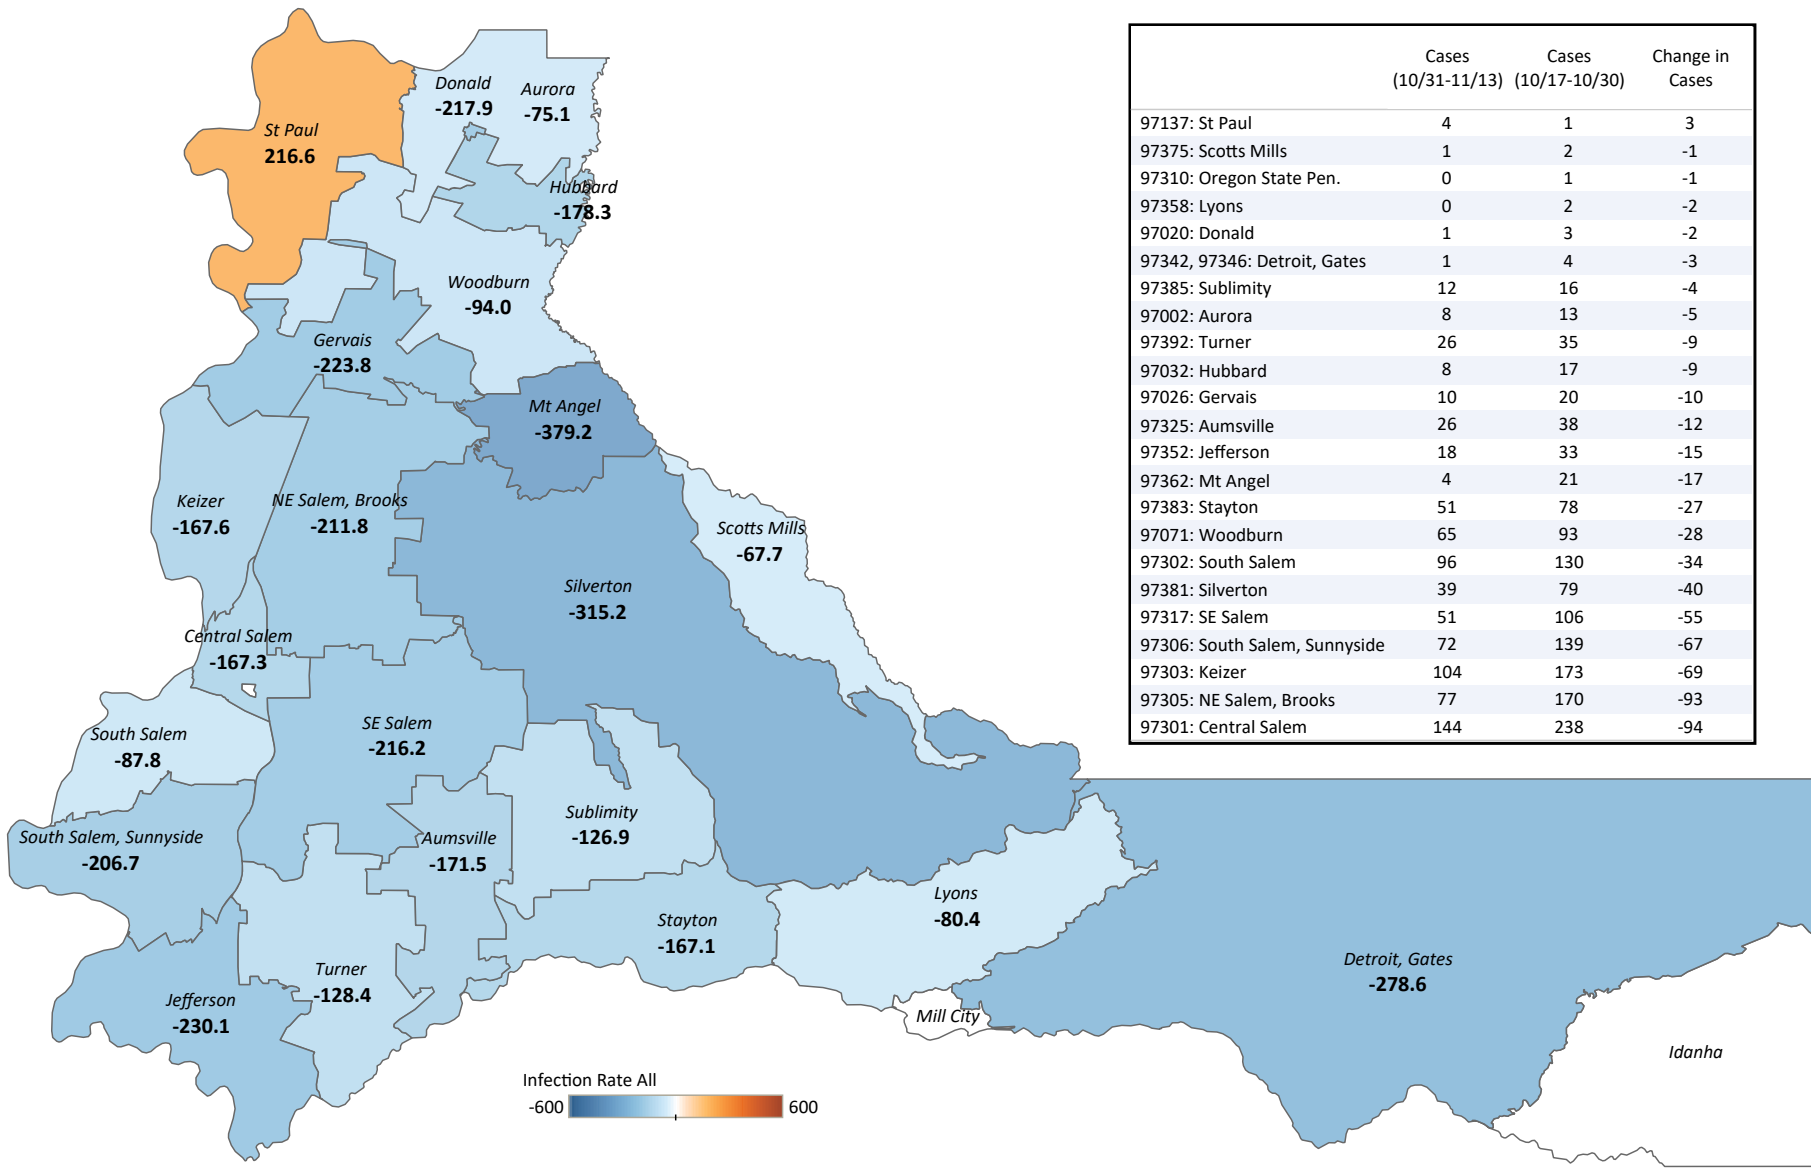 St Paul
216.6
Donald
-217.9
Aurora
-75.1
Hubbard
-178.3
Woodburn
-94.0
Gervais
-223.8
Mt Angel
-379.2
Keizer
-167.6
NE Salem, Brooks
-211.8
Scotts Mills
-67.7
Silverton
-315.2
Central Salem
-167.3
South Salem
-87.8
SE Salem
-216.2
South Salem, Sunnyside
-206.7
Aumsville
-171.5
Sublimity
-126.9
Stayton
-167.1
Lyons
-80.4
Turner
-128.4
Jefferson
-230.1
Detroit, Gates
-278.6
Mill City
Idanha
Infection Rate All
-600 600
Cases Cases Change in
(10/31-11/13) (10/17-10/30) Cases
97137: St Paul 4 1 3
97375: Scotts Mills 1 2 -1
97310: Oregon State Pen. 0 1 -1
97358: Lyons 0 2 -2
97020: Donald 1 3 -2
97342, 97346: Detroit, Gates 1 4 -3
97385: Sublimity 12 16 -4
97002: Aurora 8 13 -5
97392: Turner 26 35 -9
97032: Hubbard 8 17 -9
97026: Gervais 10 20 -10
97325: Aumsville 26 38 -12
97352: Jefferson 18 33 -15
97362: Mt Angel 4 21 -17
97383: Stayton 51 78 -27
97071: Woodburn 65 93 -28
97302: South Salem 96 130 -34
97381: Silverton 39 79 -40
97317: SE Salem 51 106 -55
97306: South Salem, Sunnyside 72 139 -67
97303: Keizer 104 173 -69
97305: NE Salem, Brooks 77 170 -93
97301: Central Salem 144 238 -94